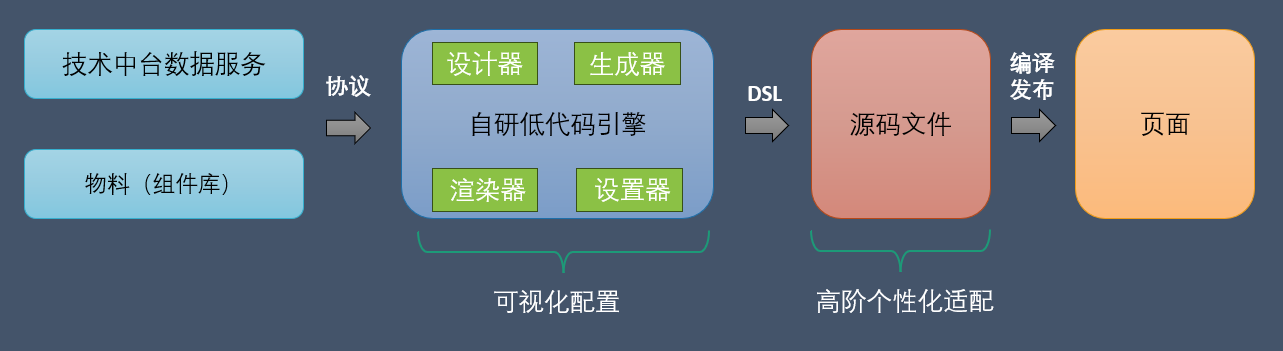 技术中台数据服务
物料（组件库）
协议
设计器
生成器
自研低代码引擎
渲染器
设置器
可视化配置
DSL
源码文件
高阶个性化适配
编译
发布
页面